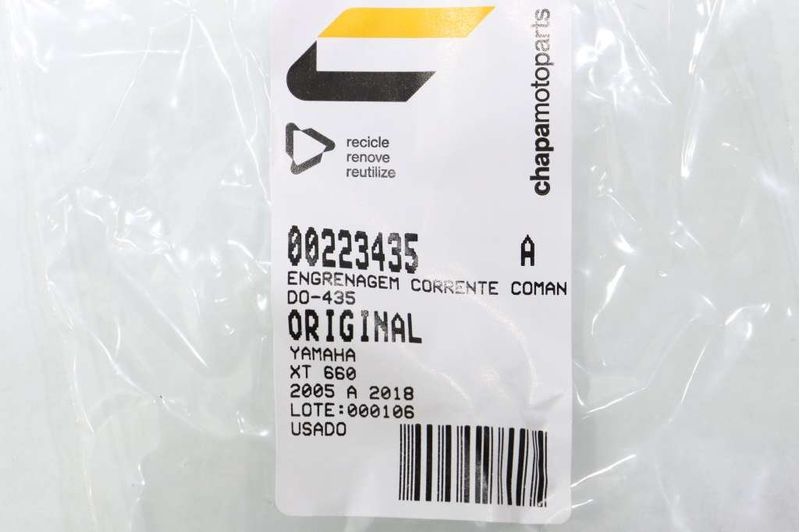 chapamotoparts
recicle
renove
reutilize
00223435 A
ENGRENAGEM CORRENTE COMAN
DO-435
ORIGINAL
YAMAHA
XT 660
2005 A 2018
LOTE:000106
USADO